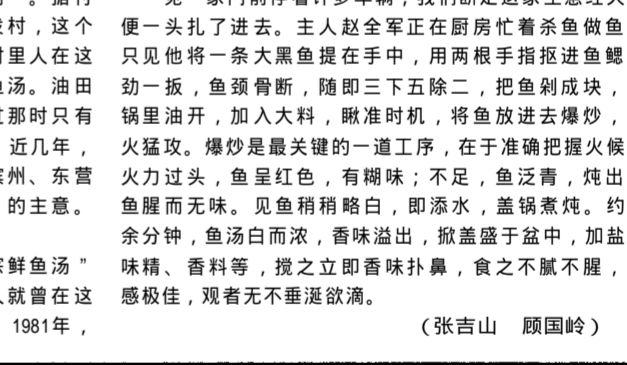 村，这个
村里人在这
汤。油田
那时只有
近几年，
州、东营
的主意。
鲜鱼汤”
就曾在这
1981年，
便一头扎了进去。主人赵全军正在厨房忙着杀鱼做鱼
只见他将一条大黑鱼提在手中，用两根手指抠进鱼鳃
劲一扳，鱼颈骨断，随即三下五除二，把鱼剁成块，
锅里油开，加入大料，瞅准时机，将鱼放进去爆炒，
火猛攻。爆炒是最关键的一道工序，在于准确把握火候
火力过头，鱼呈红色，有糊味；不足，鱼泛青，炖出
鱼腥而无味。见鱼稍稍略白，即添水，盖锅煮炖。约
余分钟，鱼汤白而浓，香味溢出，掀盖盛于盆中，加盐
味精、香料等，搅之立即香味扑鼻，食之不腻不腥，
感极佳，观者无不垂涎欲滴。
（张吉山　顾国岭）